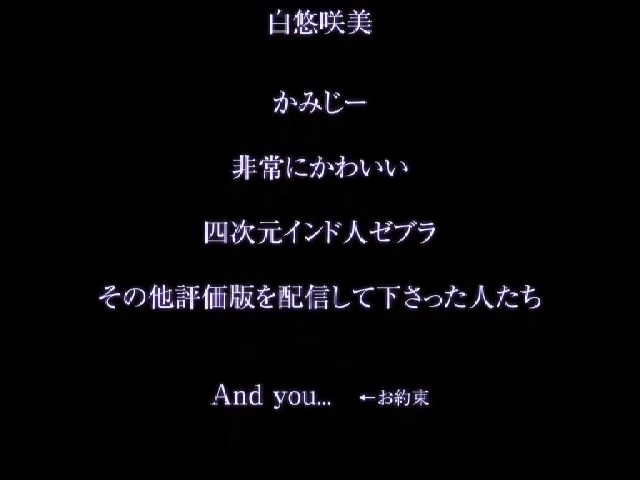 白悠咲美
かみじー
非常にかわいい
四次元インド人ゼブラ
その他評価版を配信して下さった人たち
And you... ←お約束